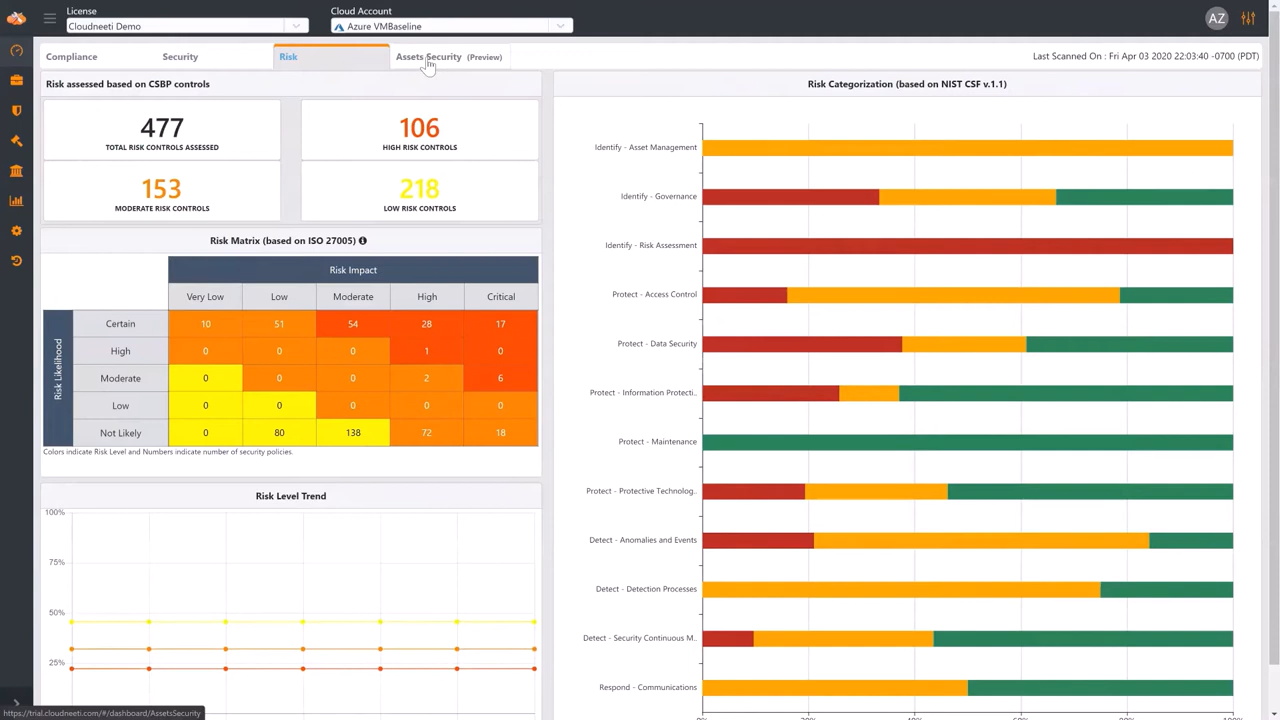 License
Cloud Account
Cloudneeti Demo
Azure VMBaseline
AZ
Compliance
Security
Risk
Assets Security (Preview)
Last Scanned On : Fri Apr 03 2020 22:03:40 -0700 (PDT)
Risk assessed based on CSBP controls
477
TOTAL RISK CONTROLS ASSESSED
106
HIGH RISK CONTROLS
153
MODERATE RISK CONTROLS
218
LOW RISK CONTROLS
Risk Matrix (based on ISO 27005)
Risk Impact
Very Low Low Moderate High Critical
Risk Likelihood
Certain 10 51 54 28 17
High 0 0 0 1 0
Moderate 0 0 0 2 6
Low 0 0 0 0 0
Not Likely 0 80 138 72 18
Colors indicate Risk Level and Numbers indicate number of security policies.
Risk Level Trend
100%
75%
50%
25%
Risk Categorization (based on NIST CSF v.1.1)
Identify - Asset Management
Identify - Governance
Identify - Risk Assessment
Protect - Access Control
Protect - Data Security
Protect - Information Protecti..
Protect - Maintenance
Protect - Protective Technolog..
Detect - Anomalies and Events
Detect - Detection Processes
Detect - Security Continuous M..
Respond - Communications
https://trial.cloudneeti.com/#/dashboard/AssetsSecurity